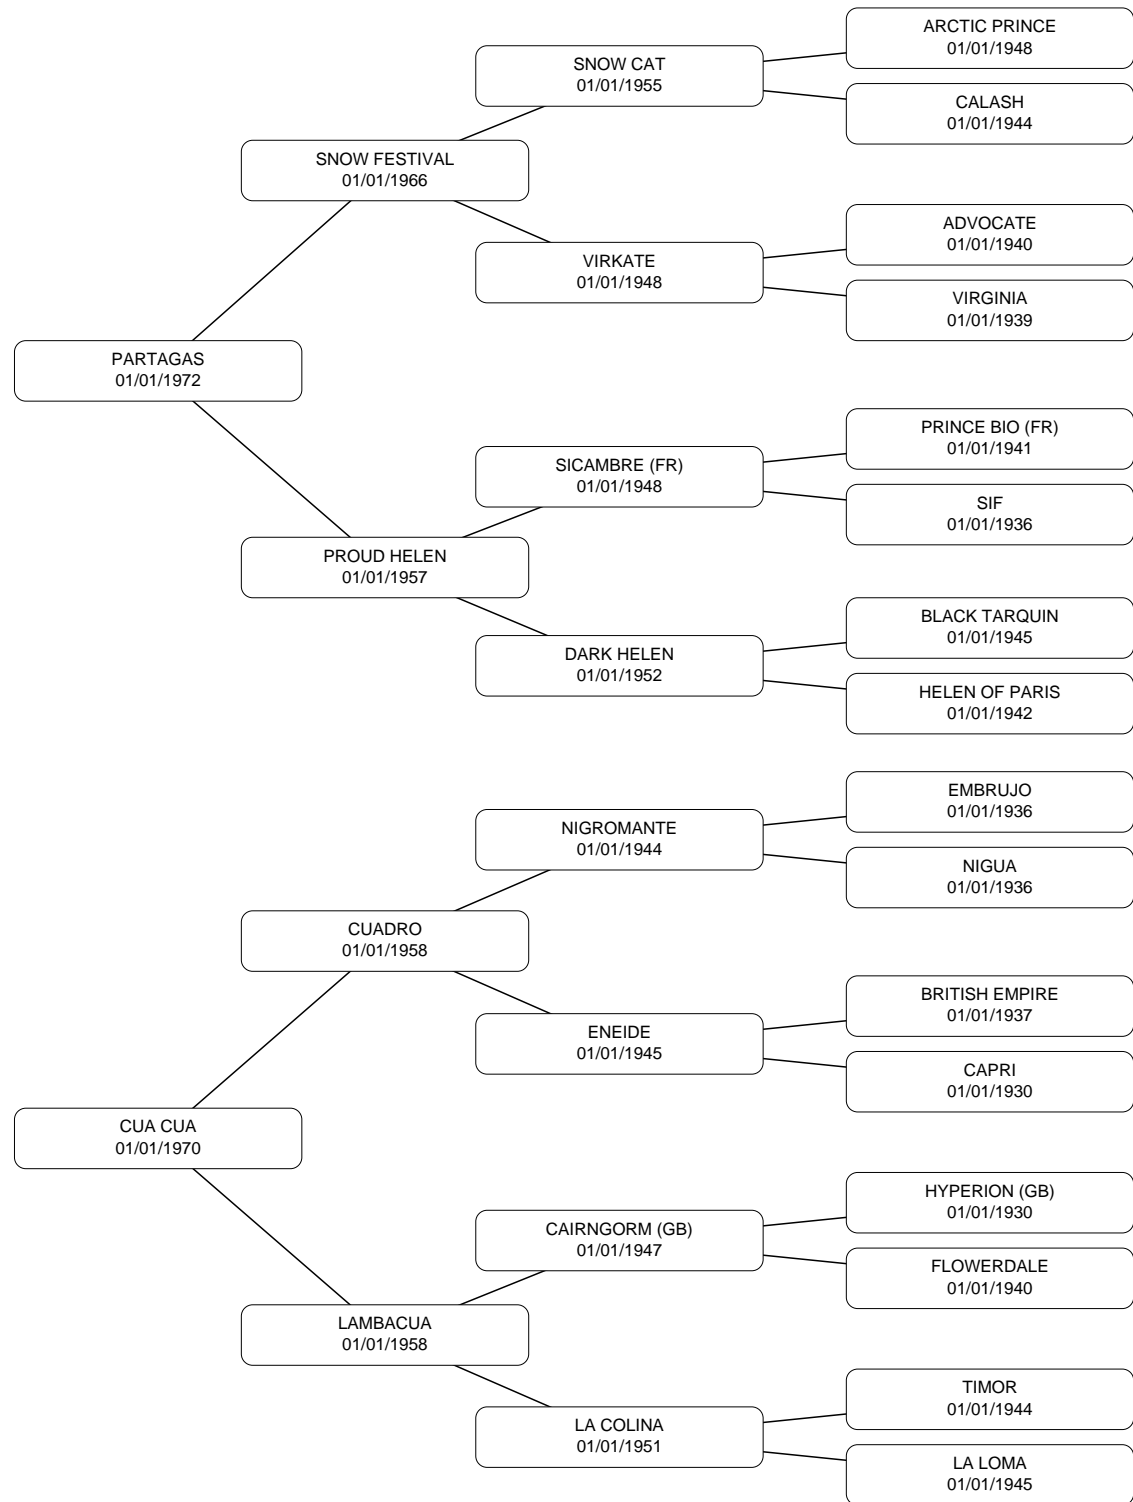 ARCTIC PRINCE
01/01/1948
SNOW CAT
01/01/1955
CALASH
01/01/1944
SNOW FESTIVAL
01/01/1966
ADVOCATE
01/01/1940
VIRKATE
01/01/1948
VIRGINIA
01/01/1939
PARTAGAS
01/01/1972
PRINCE BIO (FR)
01/01/1941
SICAMBRE (FR)
01/01/1948
SIF
01/01/1936
PROUD HELEN
01/01/1957
BLACK TARQUIN
01/01/1945
DARK HELEN
01/01/1952
HELEN OF PARIS
01/01/1942
EMBRUJO
01/01/1936
NIGROMANTE
01/01/1944
NIGUA
01/01/1936
CUADRO
01/01/1958
BRITISH EMPIRE
01/01/1937
ENEIDE
01/01/1945
CAPRI
01/01/1930
CUA CUA
01/01/1970
HYPERION (GB)
01/01/1930
CAIRNGORM (GB)
01/01/1947
FLOWERDALE
01/01/1940
LAMBACUA
01/01/1958
TIMOR
01/01/1944
LA COLINA
01/01/1951
LA LOMA
01/01/1945